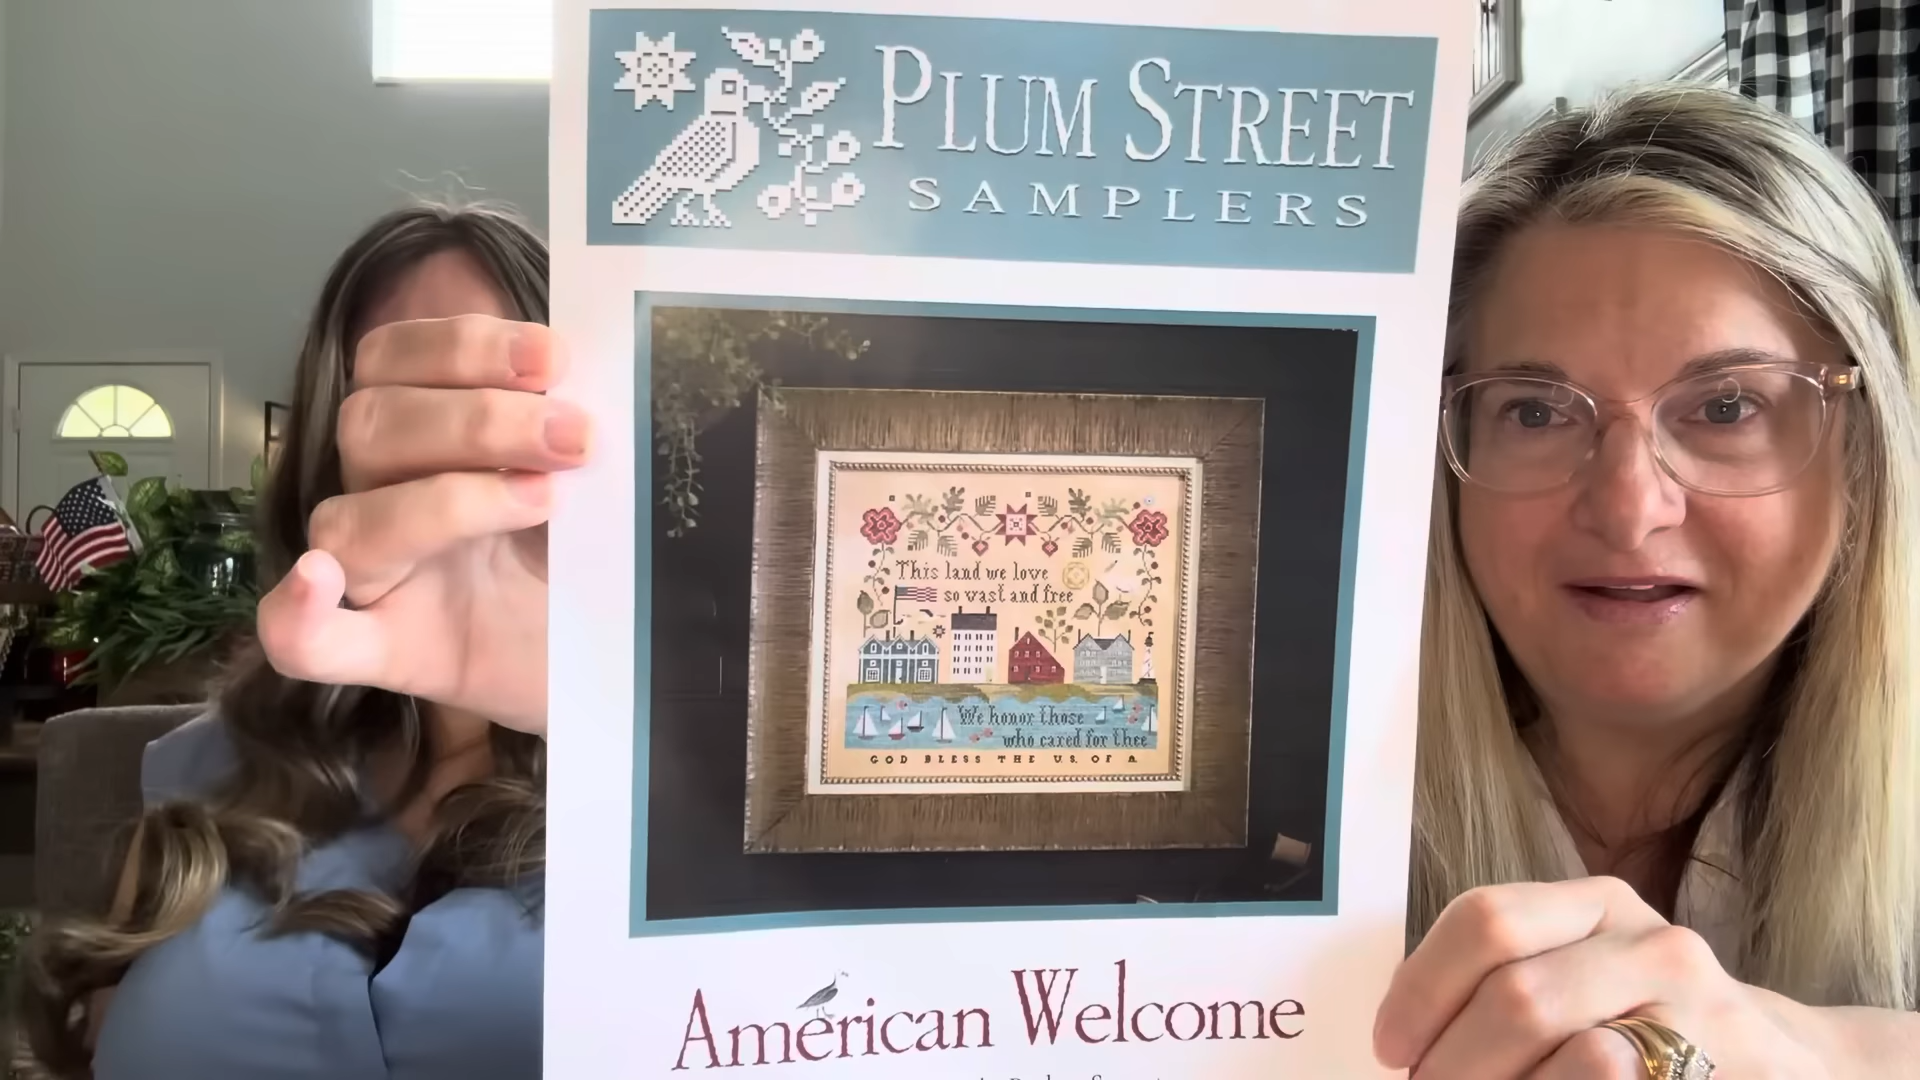 PLUM STREET
SAMPLERS
This land we love
so vast and free
We honor those
who cared for thee
GOD BLESS THE U.S. OF A.
American Welcome